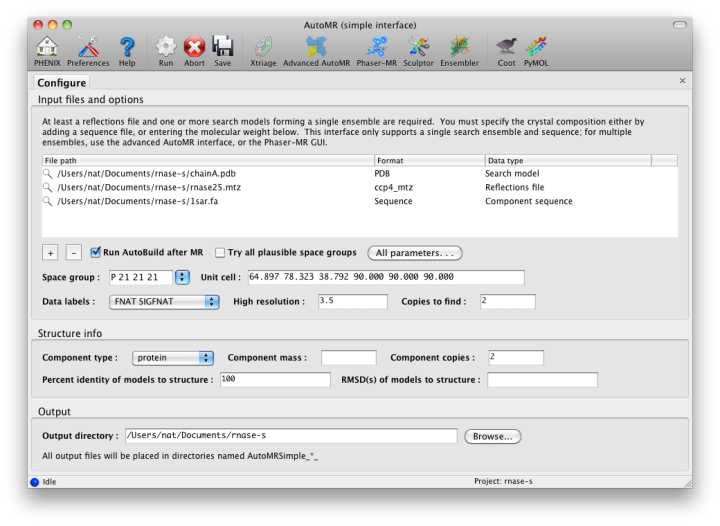 AutoMR (simple interface)
PHENIX Preferences Help Run Abort Save Xtriage Advanced AutoMR Phaser-MR Sculptor Ensembler Coot PyMOL
Configure ×
Input files and options
At least a reflections file and one or more search models forming a single ensemble are required. You must specify the crystal composition either by
adding a sequence file, or entering the molecular weight below. This interface only supports a single search ensemble and sequence; for multiple
ensembles, use the advanced AutoMR interface, or the Phaser-MR GUI.
File path Format Data type
/Users/nat/Documents/rnase-s/chainA.pdb PDB Search model
/Users/nat/Documents/rnase-s/rnase25.mtz ccp4_mtz Reflections file
/Users/nat/Documents/rnase-s/1sar.fa Sequence Component sequence
+ - Run AutoBuild after MR Try all plausible space groups All parameters. . .
Space group : P 21 21 21 Unit cell : 64.897 78.323 38.792 90.000 90.000 90.000
Data labels : FNAT SIGFNAT High resolution : 3.5 Copies to find : 2
Structure info
Component type : protein Component mass : Component copies : 2
Percent identity of models to structure : 100 RMSD(s) of models to structure :
Output
Output directory : /Users/nat/Documents/rnase-s Browse...
All output files will be placed in directories named AutoMRSimple_*_
Idle Project: rnase-s